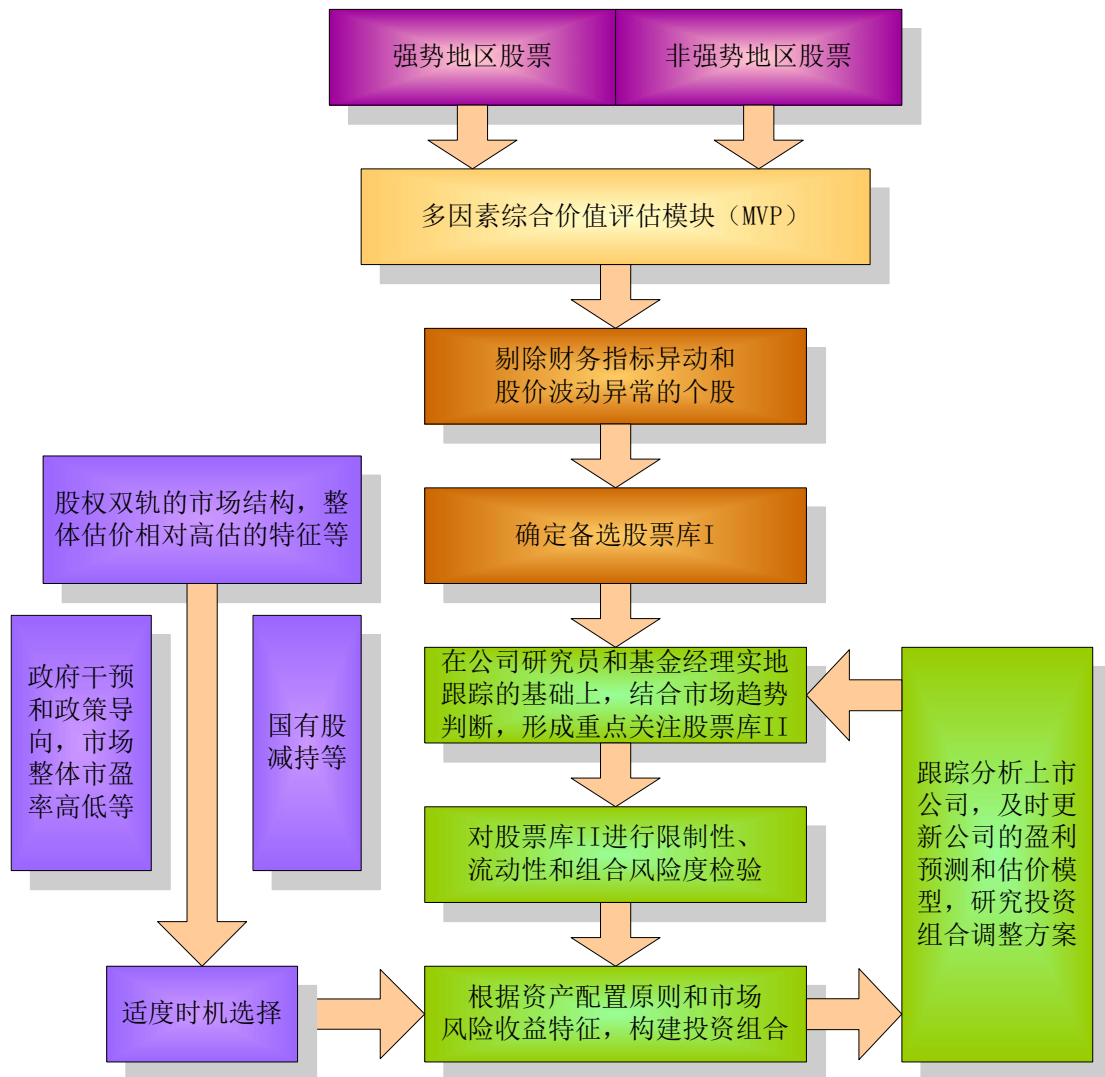 强势地区股票
非强势地区股票
多因素综合价值评估模块（MVP）
剔除财务指标异动和
股价波动异常的个股
股权双轨的市场结构，整
体估价相对高估的特征等
确定备选股票库I
政府干预
和政策导
向，市场
整体市盈
率高低等
国有股
减持等
在公司研究员和基金经理实地
跟踪的基础上，结合市场趋势
判断，形成重点关注股票库II
跟踪分析上市
公司，及时更
新公司的盈利
预测和估价模
型，研究投资
组合调整方案
对股票库II进行限制性、
流动性和组合风险度检验
适度时机选择
根据资产配置原则和市场
风险收益特征，构建投资组合